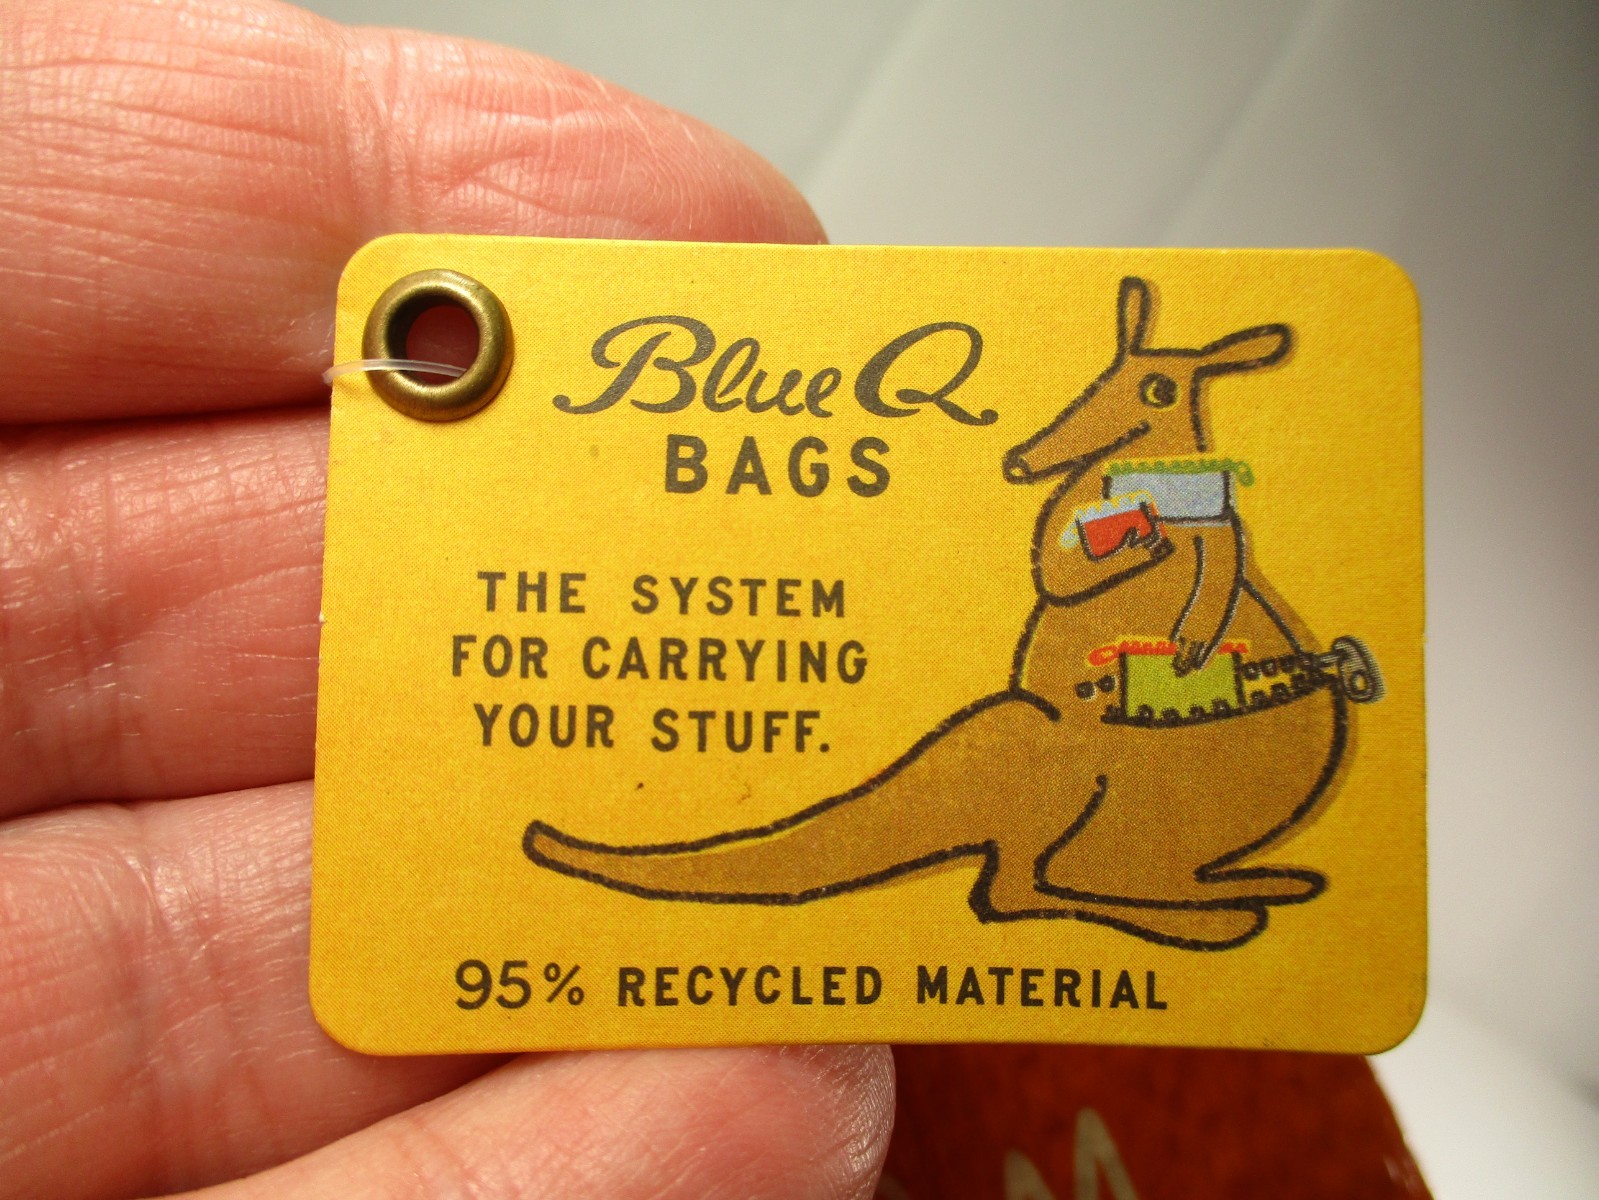 Blue Q
BAGS
THE SYSTEM
FOR CARRYING
YOUR STUFF.
95% RECYCLED MATERIAL